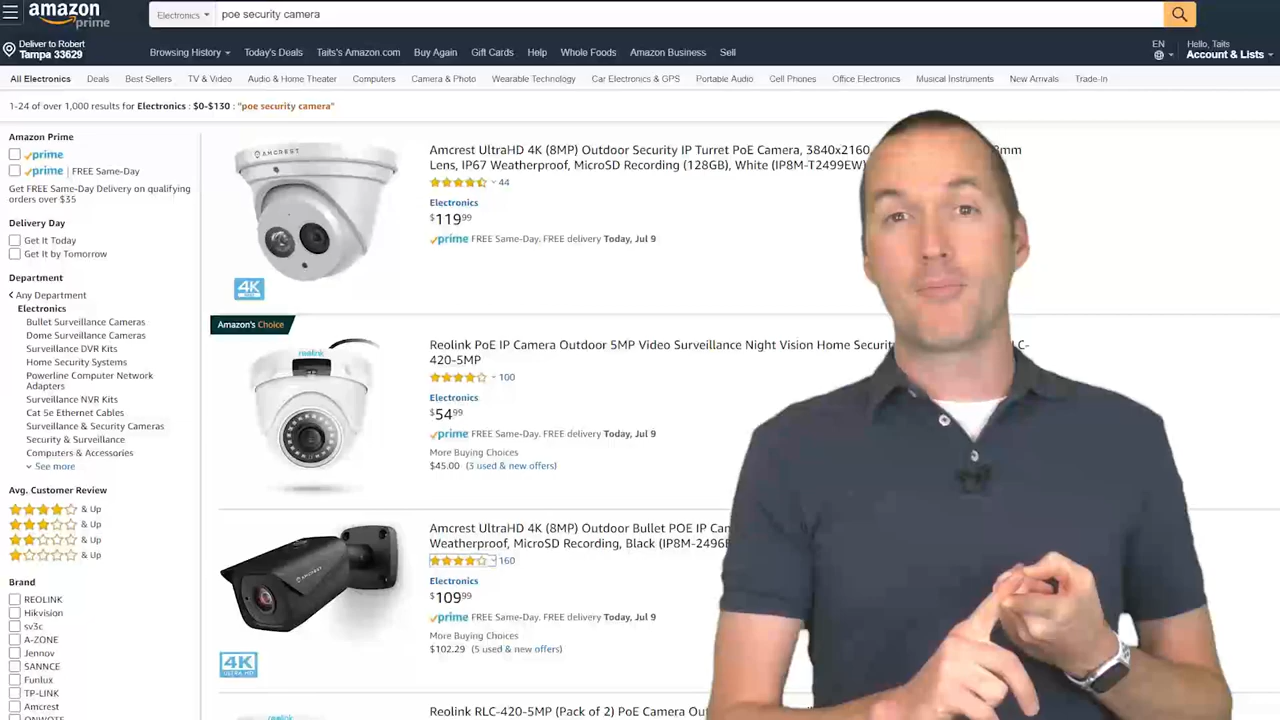 amazon prime
Electronics
poe security camera
Deliver to Robert
Tampa 33629
Browsing History
Today's Deals
Taits's Amazon.com
Buy Again
Gift Cards
Help
Whole Foods
Amazon Business
Sell
EN
Hello, Taits
Account & Lists
All Electronics
Deals
Best Sellers
TV & Video
Audio & Home Theater
Computers
Camera & Photo
Wearable Technology
Car Electronics & GPS
Portable Audio
Cell Phones
Office Electronics
Musical Instruments
New Arrivals
Trade-In
1-24 of over 1,000 results for Electronics : $0-$130 : "poe security camera"
Amazon Prime
prime
prime | FREE Same-Day
Get FREE Same-Day Delivery on qualifying
orders over $35
Delivery Day
Get It Today
Get It by Tomorrow
Department
Any Department
Electronics
Bullet Surveillance Cameras
Dome Surveillance Cameras
Surveillance DVR Kits
Home Security Systems
Powerline Computer Network
Adapters
Surveillance NVR Kits
Cat 5e Ethernet Cables
Surveillance & Security Cameras
Security & Surveillance
Computers & Accessories
See more
Avg. Customer Review
& Up
& Up
& Up
& Up
Brand
REOLINK
Hikvision
sv3c
A-ZONE
Jennov
SANNCE
Funlux
TP-LINK
Amcrest
ONWOTE
AMCREST
4K
Amcrest UltraHD 4K (8MP) Outdoor Security IP Turret PoE Camera, 3840x2160, mm
Lens, IP67 Weatherproof, MicroSD Recording (128GB), White (IP8M-T2499EW)
44
Electronics
$119.99
prime FREE Same-Day. FREE delivery Today, Jul 9
Amazon's Choice
reolink
Reolink PoE IP Camera Outdoor 5MP Video Surveillance Night Vision Home Secur LC-
420-5MP
100
Electronics
$54.99
prime FREE Same-Day. FREE delivery Today, Jul 9
More Buying Choices
$45.00 (3 used & new offers)
AMCREST
4K
ULTRA HD
Amcrest UltraHD 4K (8MP) Outdoor Bullet POE IP Cam
Weatherproof, MicroSD Recording, Black (IP8M-2496E
160
Electronics
$109.99
prime FREE Same-Day. FREE delivery Today, Jul 9
More Buying Choices
$102.29 (5 used & new offers)
reolink
Reolink RLC-420-5MP (Pack of 2) PoE Camera Out